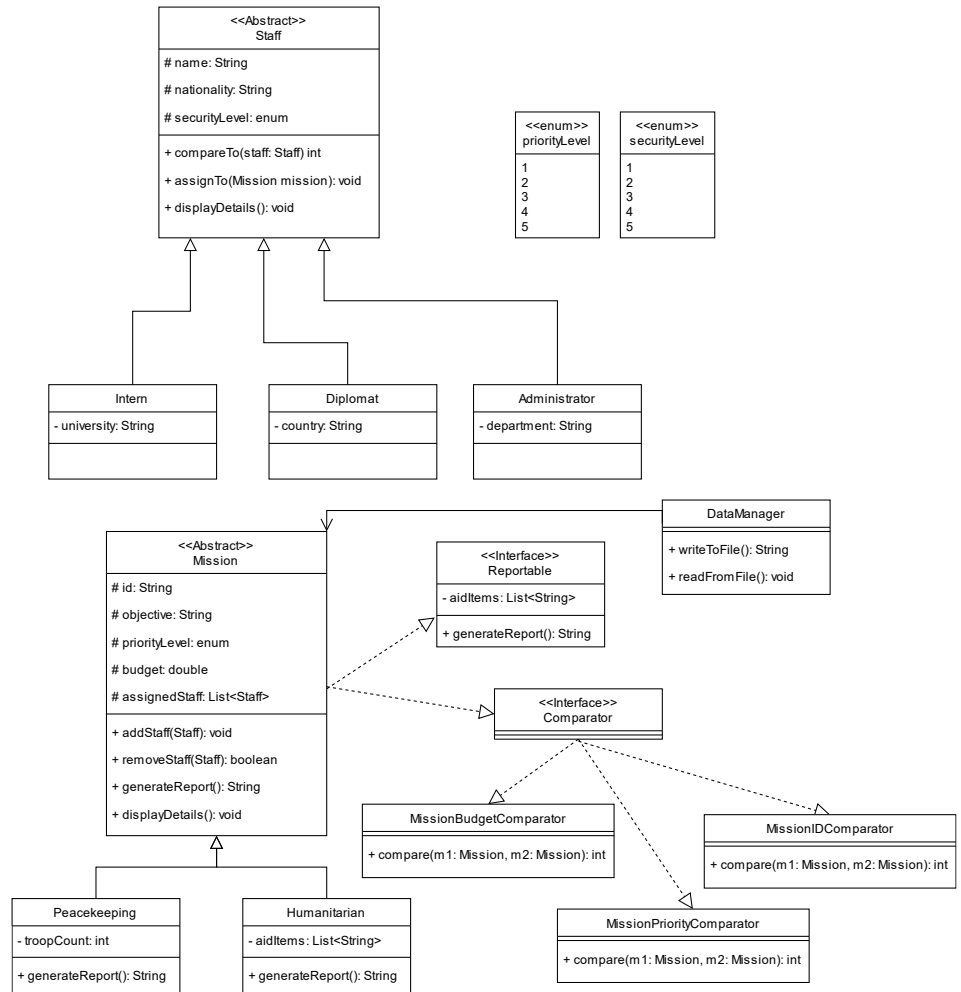 <<Abstract>>
Staff
# name: String
# nationality: String
# securityLevel: enum
+ compareTo(staff: Staff) int
+ assignTo(Mission mission): void
+ displayDetails(): void
<<enum>>
priorityLevel
1
2
3
4
5
<<enum>>
securityLevel
1
2
3
4
5
Intern
- university: String
Diplomat
- country: String
Administrator
- department: String
DataManager
+ writeToFile(): String
+ readFromFile(): void
<<Abstract>>
Mission
# id: String
# objective: String
# priorityLevel: enum
# budget: double
# assignedStaff: List<Staff>
+ addStaff(Staff): void
+ removeStaff(Staff): boolean
+ generateReport(): String
+ displayDetails(): void
<<Interface>>
Reportable
- aidItems: List<String>
+ generateReport(): String
<<Interface>>
Comparator
MissionBudgetComparator
+ compare(m1: Mission, m2: Mission): int
MissionIDComparator
+ compare(m1: Mission, m2: Mission): int
MissionPriorityComparator
+ compare(m1: Mission, m2: Mission): int
Peacekeeping
- troopCount: int
+ generateReport(): String
Humanitarian
- aidItems: List<String>
+ generateReport(): String